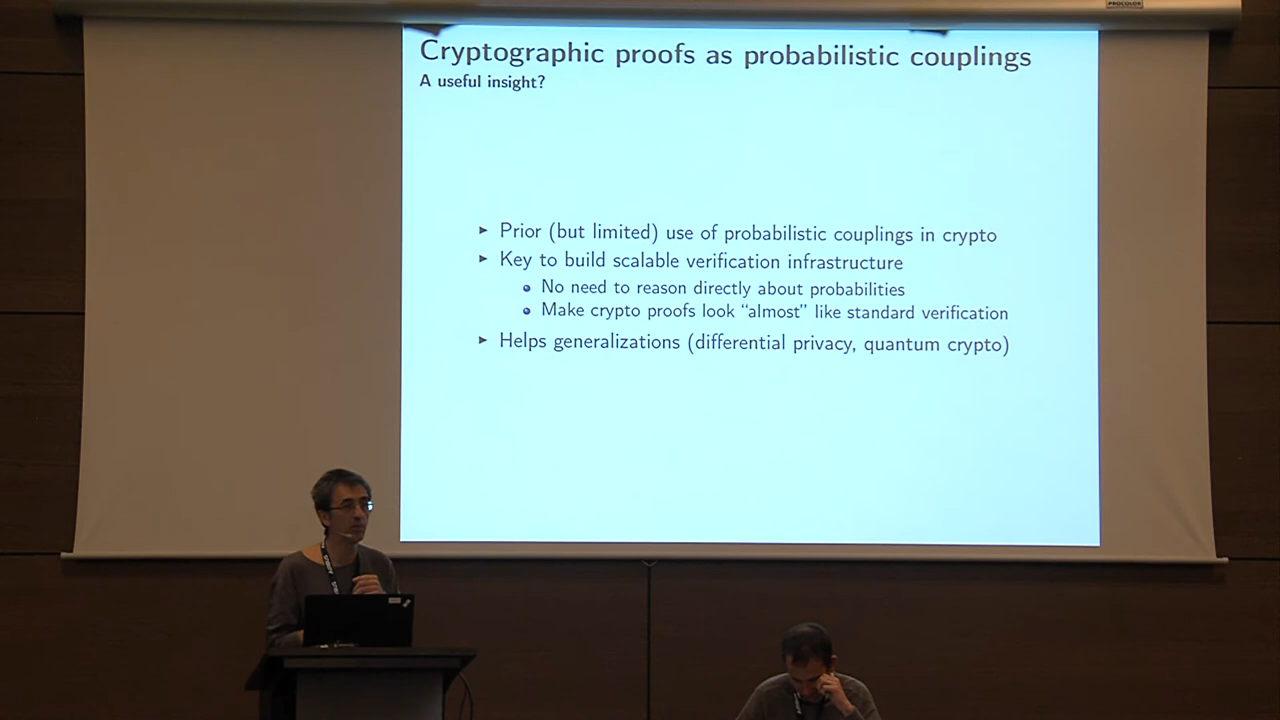 PROCOLOR
Cryptographic proofs as probabilistic couplings
A useful insight?
▶ Prior (but limited) use of probabilistic couplings in crypto
▶ Key to build scalable verification infrastructure
• No need to reason directly about probabilities
• Make crypto proofs look “almost” like standard verification
▶ Helps generalizations (differential privacy, quantum crypto)